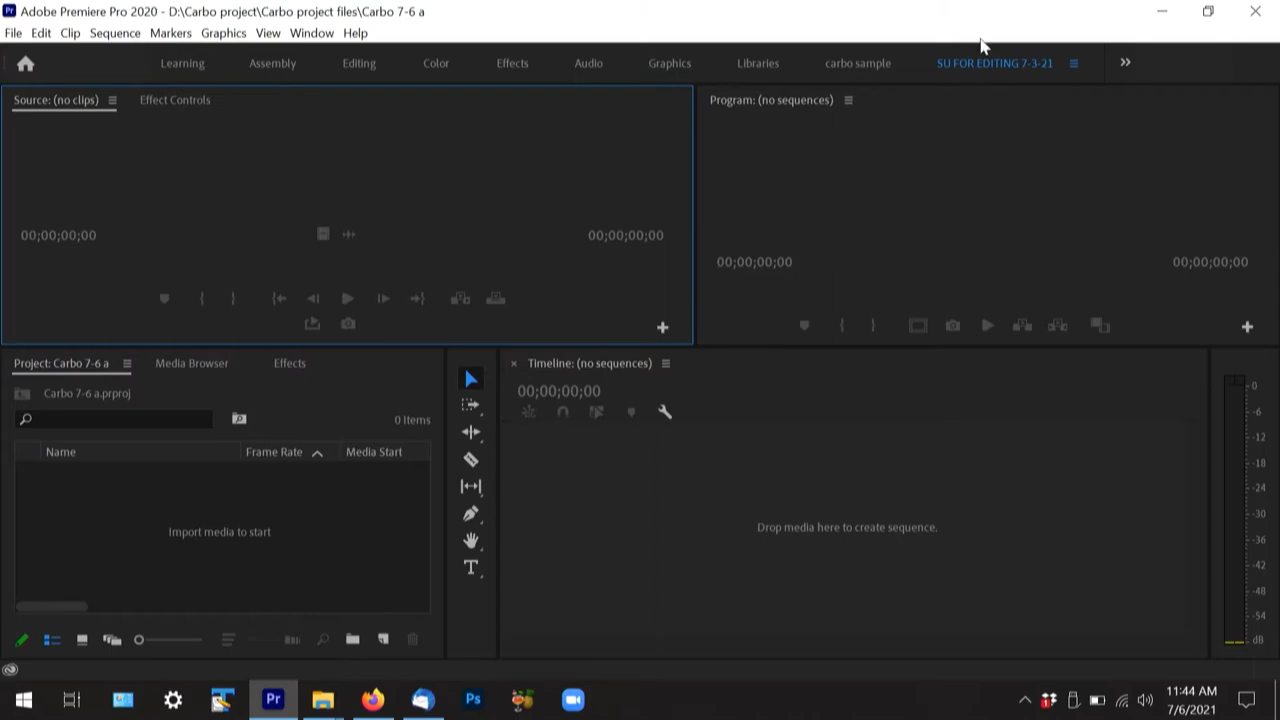 Pr Adobe Premiere Pro 2020 - D:\Carbo project\Carbo project files\Carbo 7-6 a
File Edit Clip Sequence Markers Graphics View Window Help
Learning Assembly Editing Color Effects Audio Graphics Libraries carbo sample SU FOR EDITING 7-3-21
Source: (no clips) Effect Controls
Program: (no sequences)
00;00;00;00 00;00;00;00
00;00;00;00 00;00;00;00
Project: Carbo 7-6 a Media Browser Effects
Carbo 7-6 a.prproj
0 Items
Name Frame Rate Media Start
Import media to start
Timeline: (no sequences)
00;00;00;00
Drop media here to create sequence.
0
-6
-12
-18
-24
-30
-36
-42
-48
-54
dB
Pr Ps
11:44 AM
7/6/2021